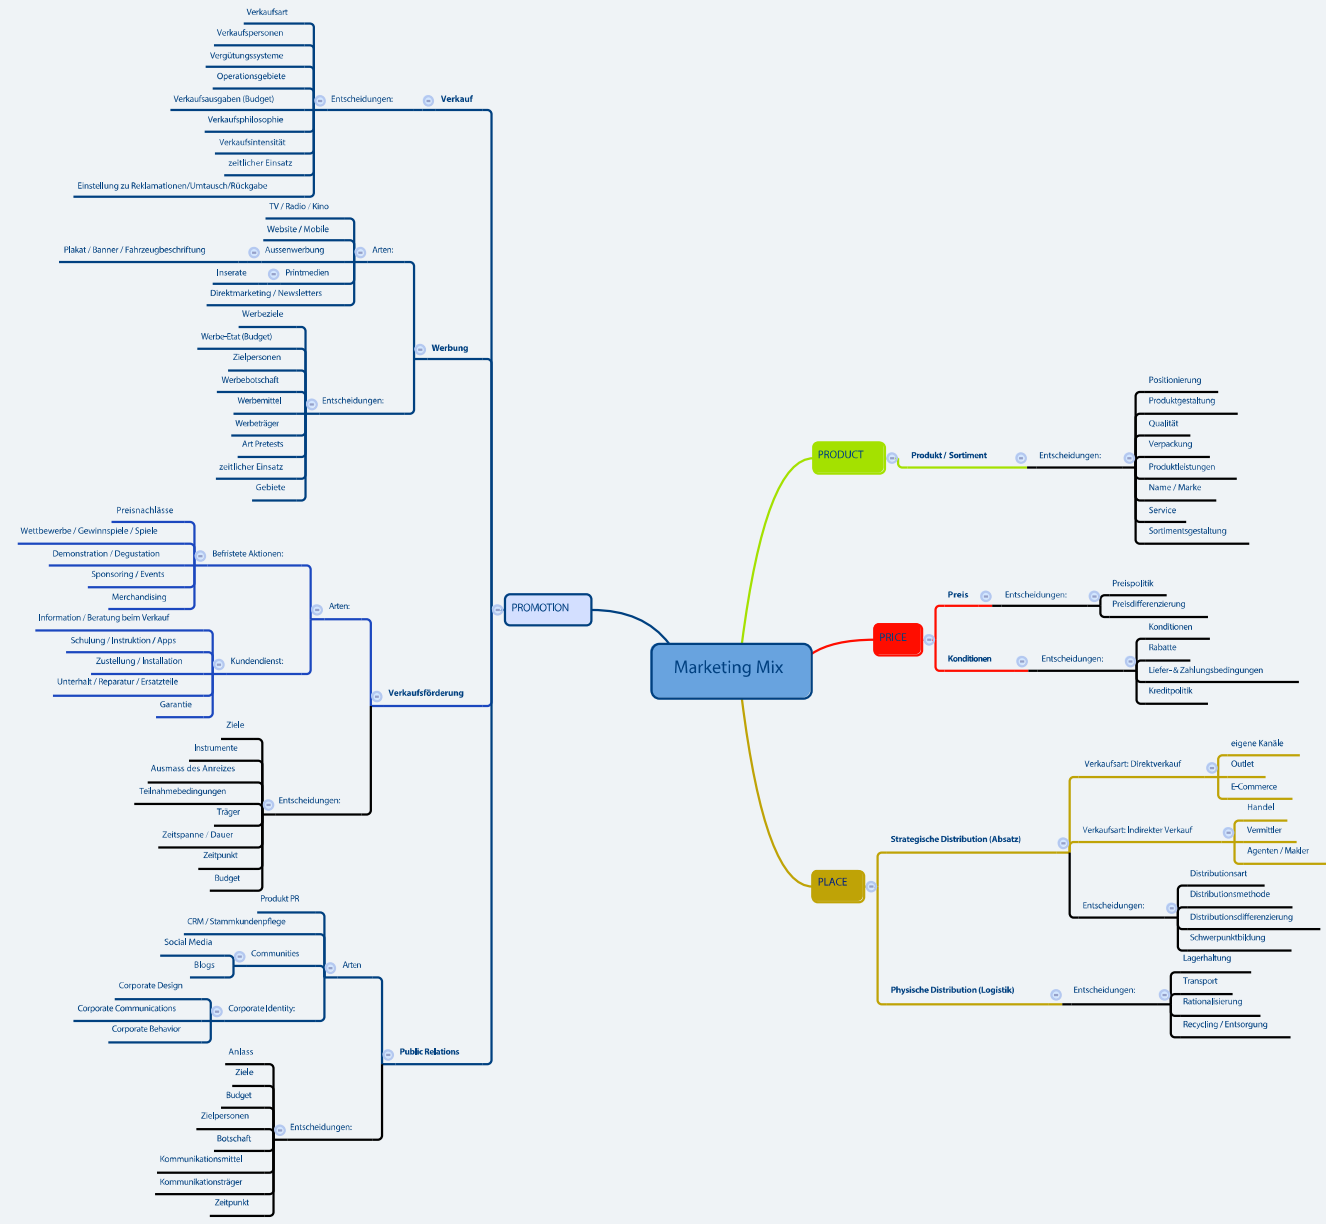 Verkaufsart
Verkaufspersonen
Vergütungssysteme
Operationsgebiete
Verkaufsausgaben (Budget)
Verkaufsphilosophie
Verkaufsintensität
zeitlicher Einsatz
Einstellung zu Reklamationen/Umtausch/Rückgabe
Entscheidungen:
Verkauf
TV / Radio / Kino
Website / Mobile
Plakat / Banner / Fahrzeugbeschriftung
Aussenwerbung
Inserate
Printmedien
Direktmarketing / Newsletters
Arten:
Werbeziele
Werbe-Etat (Budget)
Zielpersonen
Werbebotschaft
Werbemittel
Werbeträger
Art Pretests
zeitlicher Einsatz
Gebiete
Entscheidungen:
Werbung
Preisnachlässe
Wettbewerbe / Gewinnspiele / Spiele
Demonstration / Degustation
Sponsoring / Events
Merchandising
Befristete Aktionen:
Information / Beratung beim Verkauf
Schulung / Instruktion / Apps
Zustellung / Installation
Unterhalt / Reparatur / Ersatzteile
Garantie
Kundendienst:
Arten:
Ziele
Instrumente
Ausmass des Anreizes
Teilnahmebedingungen
Träger
Zeitspanne / Dauer
Zeitpunkt
Budget
Entscheidungen:
Verkaufsförderung
Produkt PR
CRM / Stammkundenpflege
Social Media
Blogs
Communities
Corporate Design
Corporate Communications
Corporate Behavior
Corporate Identity:
Arten
Anlass
Ziele
Budget
Zielpersonen
Botschaft
Kommunikationsmittel
Kommunikationsträger
Zeitpunkt
Entscheidungen:
Public Relations
PROMOTION
Marketing Mix
PRODUCT
Produkt / Sortiment
Entscheidungen:
Positionierung
Produktgestaltung
Qualität
Verpackung
Produktleistungen
Name / Marke
Service
Sortimentsgestaltung
PRICE
Preis
Entscheidungen:
Preispolitik
Preisdifferenzierung
Konditionen
Entscheidungen:
Konditionen
Rabatte
Liefer- & Zahlungsbedingungen
Kreditpolitik
PLACE
Strategische Distribution (Absatz)
Verkaufsart: Direktverkauf
eigene Kanäle
Outlet
E-Commerce
Verkaufsart: Indirekter Verkauf
Handel
Vermittler
Agenten / Makler
Entscheidungen:
Distributionsart
Distributionsmethode
Distributionsdifferenzierung
Schwerpunktbildung
Physische Distribution (Logistik)
Entscheidungen:
Lagerhaltung
Transport
Rationalisierung
Recycling / Entsorgung